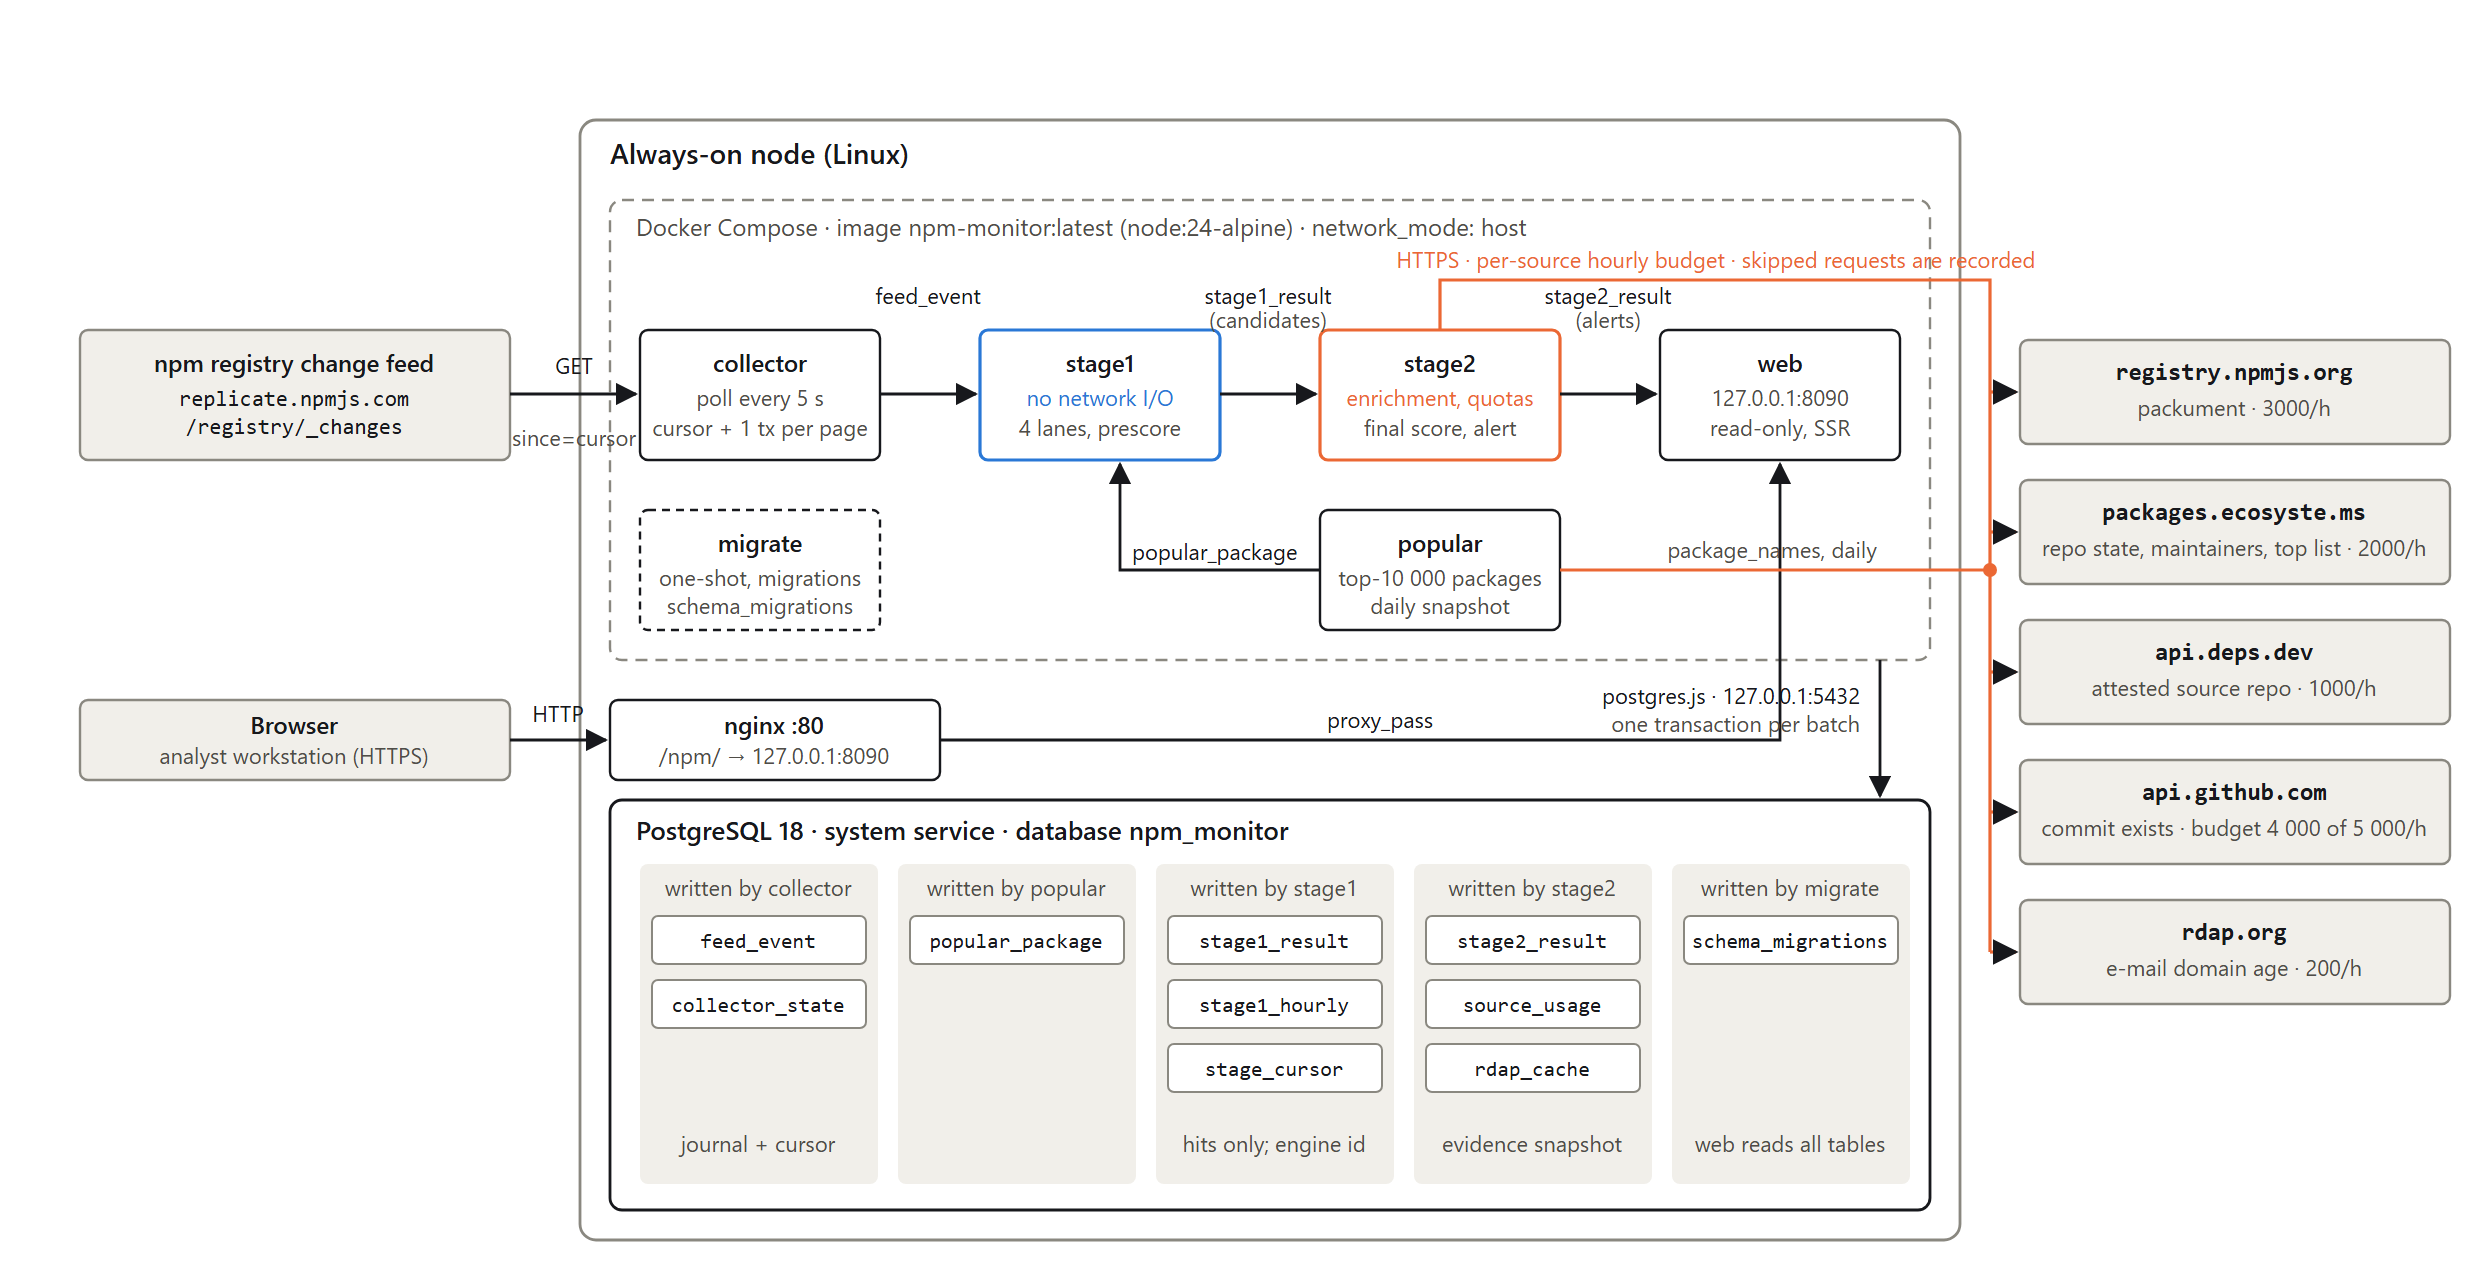 Always-on node (Linux)
Docker Compose · image npm-monitor:latest (node:24-alpine) · network_mode: host
HTTPS · per-source hourly budget · skipped requests are recorded
feed_event
stage1_result
(candidates)
stage2_result
(alerts)
npm registry change feed
replicate.npmjs.com
/registry/_changes
GET
since=cursor
collector
poll every 5 s
cursor + 1 tx per page
stage1
no network I/O
4 lanes, prescore
stage2
enrichment, quotas
final score, alert
web
127.0.0.1:8090
read-only, SSR
registry.npmjs.org
packument · 3000/h
migrate
one-shot, migrations
schema_migrations
popular_package
popular
top-10 000 packages
daily snapshot
package_names, daily
packages.ecosyste.ms
repo state, maintainers, top list · 2000/h
api.deps.dev
attested source repo · 1000/h
Browser
analyst workstation (HTTPS)
HTTP
nginx :80
/npm/ → 127.0.0.1:8090
proxy_pass
postgres.js · 127.0.0.1:5432
one transaction per batch
api.github.com
commit exists · budget 4 000 of 5 000/h
rdap.org
e-mail domain age · 200/h
PostgreSQL 18 · system service · database npm_monitor
written by collector
feed_event
collector_state
journal + cursor
written by popular
popular_package
written by stage1
stage1_result
stage1_hourly
stage_cursor
hits only; engine id
written by stage2
stage2_result
source_usage
rdap_cache
evidence snapshot
written by migrate
schema_migrations
web reads all tables